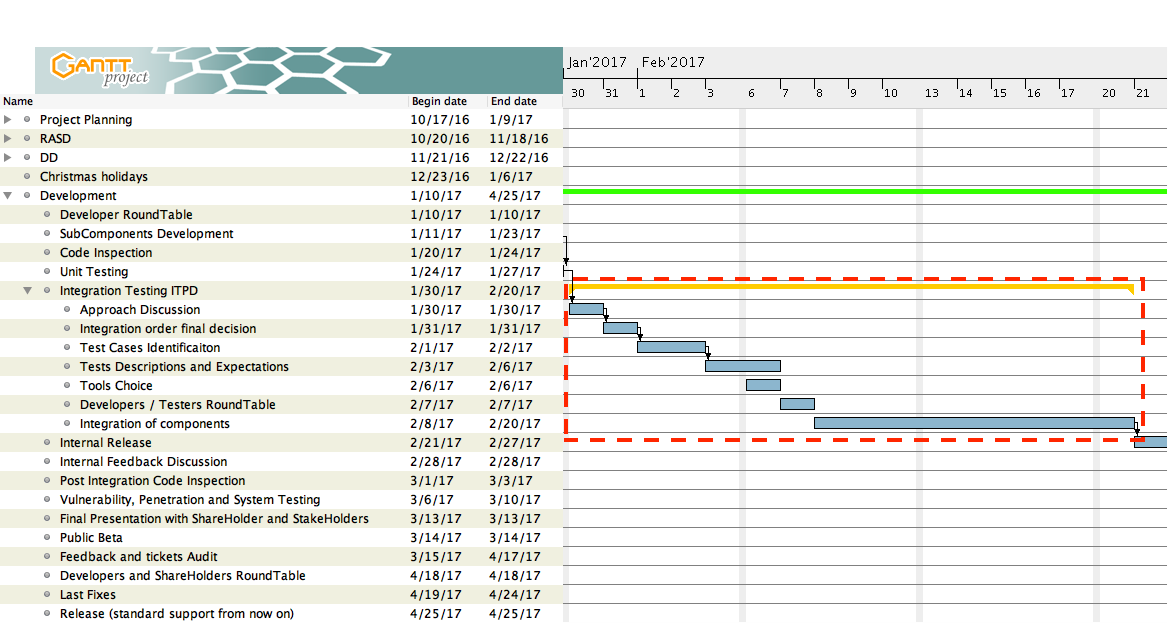 GANTT
project
Jan'2017 Feb'2017
30 31 1 2 3 6 7 8 9 10 13 14 15 16 17 20 21
Name Begin date End date
Project Planning 10/17/16 1/9/17
RASD 10/20/16 11/18/16
DD 11/21/16 12/22/16
Christmas holidays 12/23/16 1/6/17
Development 1/10/17 4/25/17
Developer RoundTable 1/10/17 1/10/17
SubComponents Development 1/11/17 1/23/17
Code Inspection 1/20/17 1/24/17
Unit Testing 1/24/17 1/27/17
Integration Testing ITPD 1/30/17 2/20/17
Approach Discussion 1/30/17 1/30/17
Integration order final decision 1/31/17 1/31/17
Test Cases Identificaiton 2/1/17 2/2/17
Tests Descriptions and Expectations 2/3/17 2/6/17
Tools Choice 2/6/17 2/6/17
Developers / Testers RoundTable 2/7/17 2/7/17
Integration of components 2/8/17 2/20/17
Internal Release 2/21/17 2/27/17
Internal Feedback Discussion 2/28/17 2/28/17
Post Integration Code Inspection 3/1/17 3/3/17
Vulnerability, Penetration and System Testing 3/6/17 3/10/17
Final Presentation with ShareHolder and StakeHolders 3/13/17 3/13/17
Public Beta 3/14/17 3/14/17
Feedback and tickets Audit 3/15/17 4/17/17
Developers and ShareHolders RoundTable 4/18/17 4/18/17
Last Fixes 4/19/17 4/24/17
Release (standard support from now on) 4/25/17 4/25/17